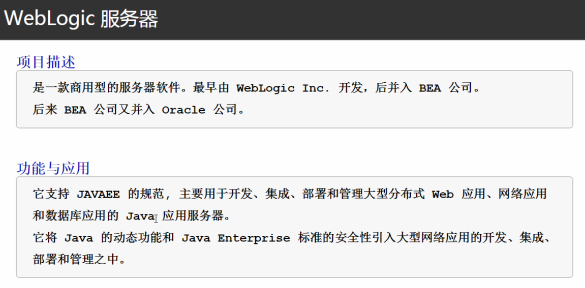 WebLogic 服务器
项目描述
是一款商用型的服务器软件。最早由 WebLogic Inc. 开发，后并入 BEA 公司。
后来 BEA 公司又并入 Oracle 公司。
功能与应用
它支持 JAVAEE 的规范, 主要用于开发、集成、部署和管理大型分布式 Web 应用、网络应用
和数据库应用的 Java 应用服务器。
它将 Java 的动态功能和 Java Enterprise 标准的安全性引入大型网络应用的开发、集成、
部署和管理之中。